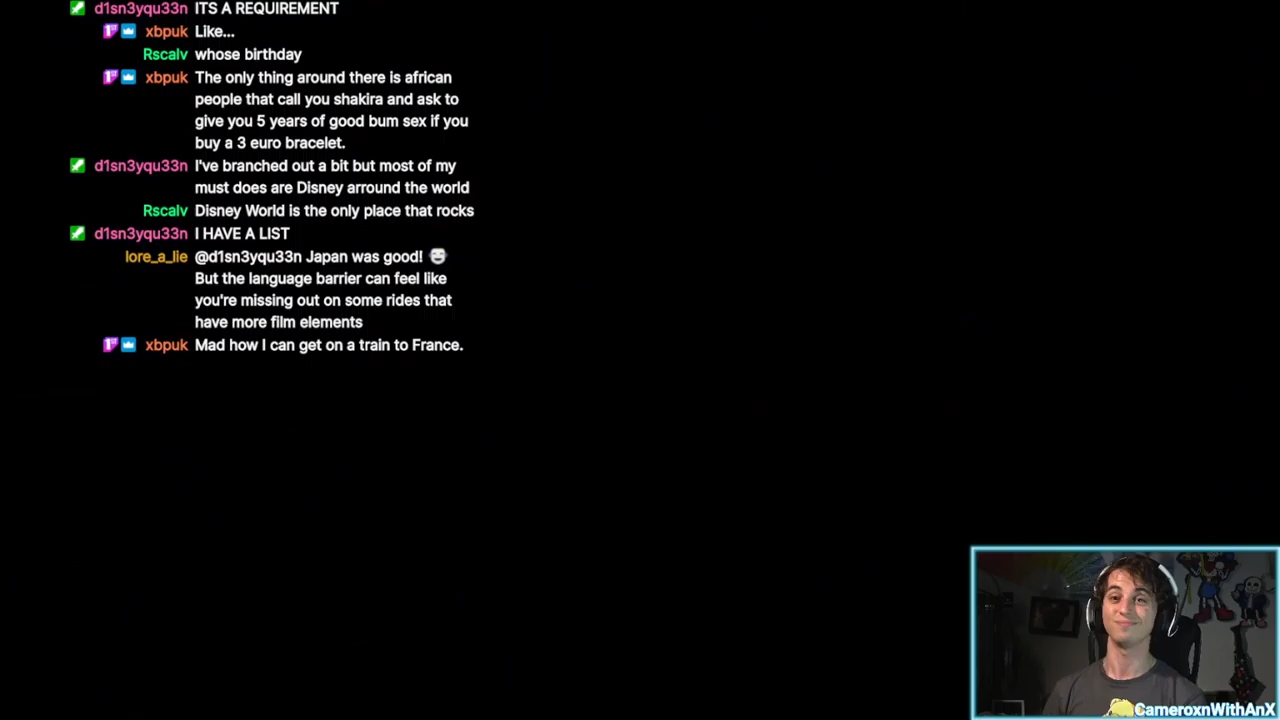 d1sn3yqu33n ITS A REQUIREMENT
xbpuk Like...
Rscalv whose birthday
xbpuk The only thing around there is african
people that call you shakira and ask to
give you 5 years of good bum sex if you
buy a 3 euro bracelet.
d1sn3yqu33n I've branched out a bit but most of my
must does are Disney arround the world
Rscalv Disney World is the only place that rocks
d1sn3yqu33n I HAVE A LIST
lore_a_lie @d1sn3yqu33n Japan was good!
But the language barrier can feel like
you're missing out on some rides that
have more film elements
xbpuk Mad how I can get on a train to France.
CameroxnWithAnX